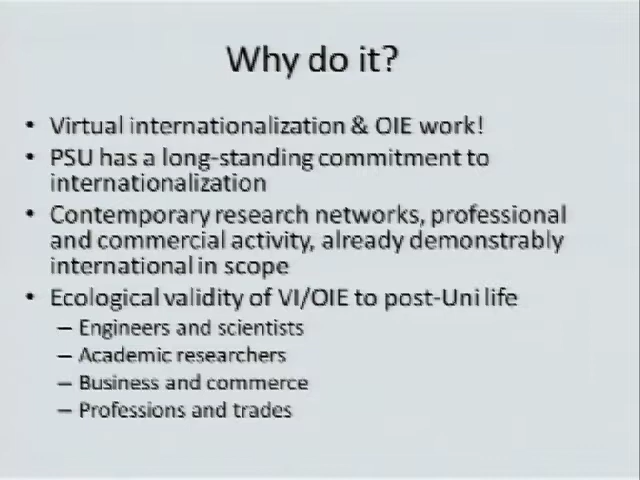 Why do it?
• Virtual internationalization & OIE work!
• PSU has a long-standing commitment to
internationalization
• Contemporary research networks, professional
and commercial activity, already demonstrably
international in scope
• Ecological validity of VI/OIE to post-Uni life
– Engineers and scientists
– Academic researchers
– Business and commerce
– Professions and trades